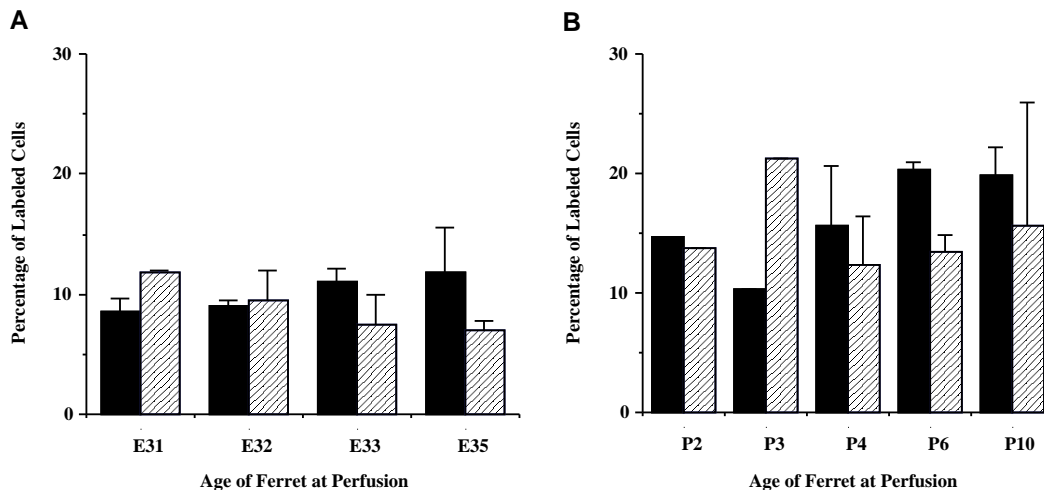 A
B
Percentage of Labeled Cells
30
20
10
0
E31 E32 E33 E35
Age of Ferret at Perfusion
Percentage of Labeled Cells
30
20
10
0
P2 P3 P4 P6 P10
Age of Ferret at Perfusion